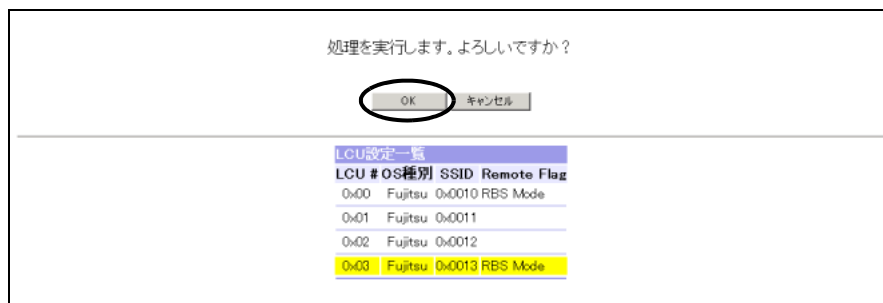 処理を実行します。よろしいですか？
OK キャンセル
LCU設定一覧
LCU # OS種別 SSID Remote Flag
0x00 Fujitsu 0x0010 RBS Mode
0x01 Fujitsu 0x0011
0x02 Fujitsu 0x0012
0x03 Fujitsu 0x0013 RBS Mode